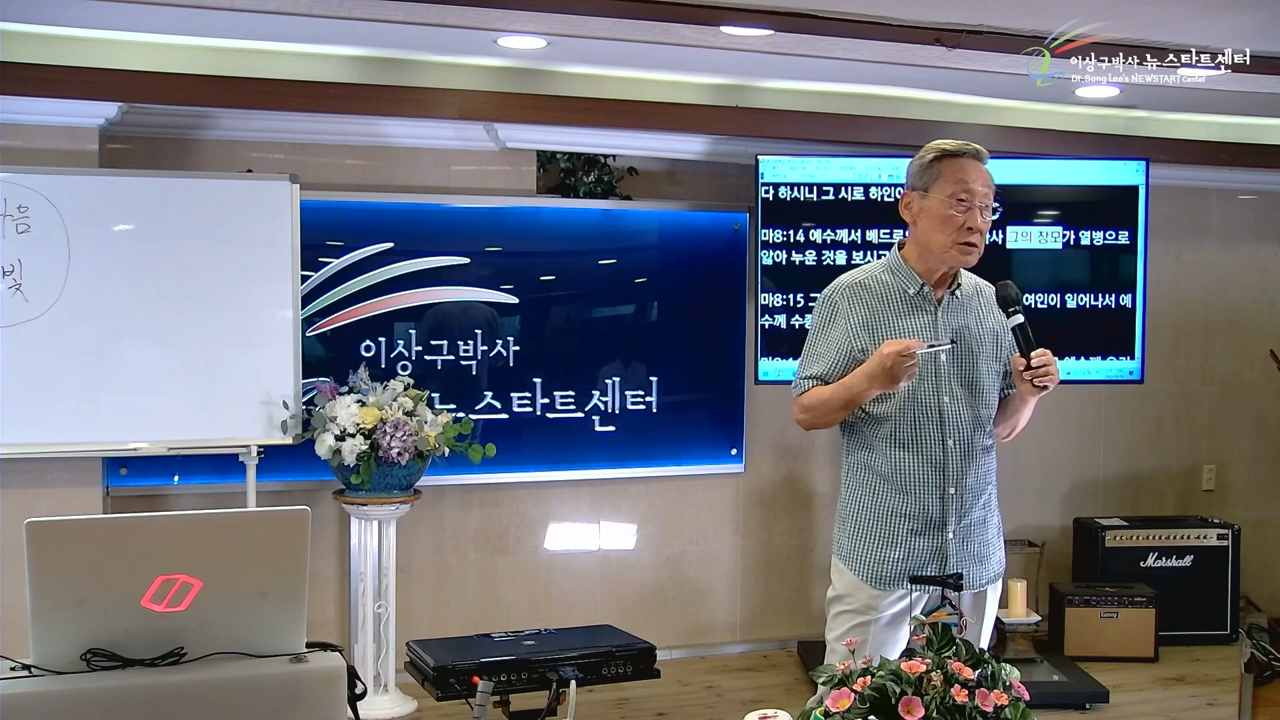 이상구박사 뉴스타트센터
Dr. Sang Lee's NEWSTART Center
빛
이상구박사
뉴스타트센터
다 하시니 그 시로 하인이
마8:14 예수께서 베드로 그의 장모가 열병으로
앓아 누운 것을 보시고
마8:15 여인이 일어나서 예
수께 수종
Marshall
Laney